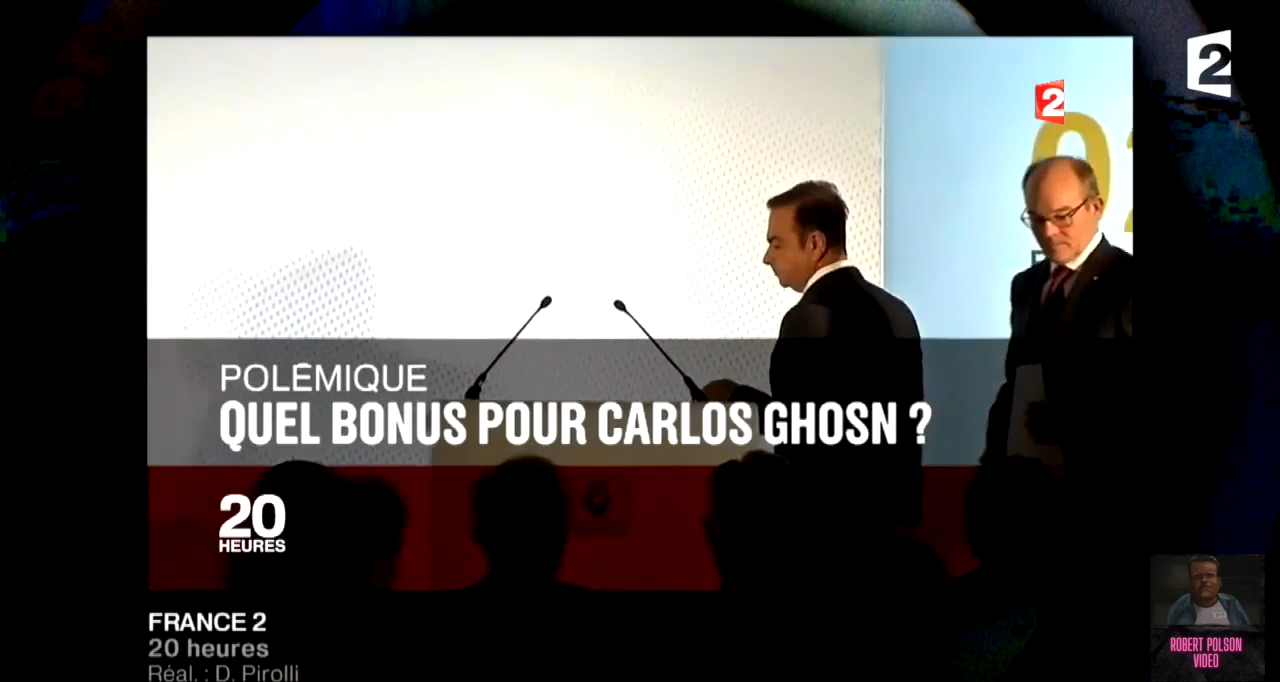 2
2
POLÉMIQUE
QUEL BONUS POUR CARLOS GHOSN ?
20
HEURES
FRANCE 2
20 heures
Réal. : D. Pirolli
ROBERT POLSON
VIDEO